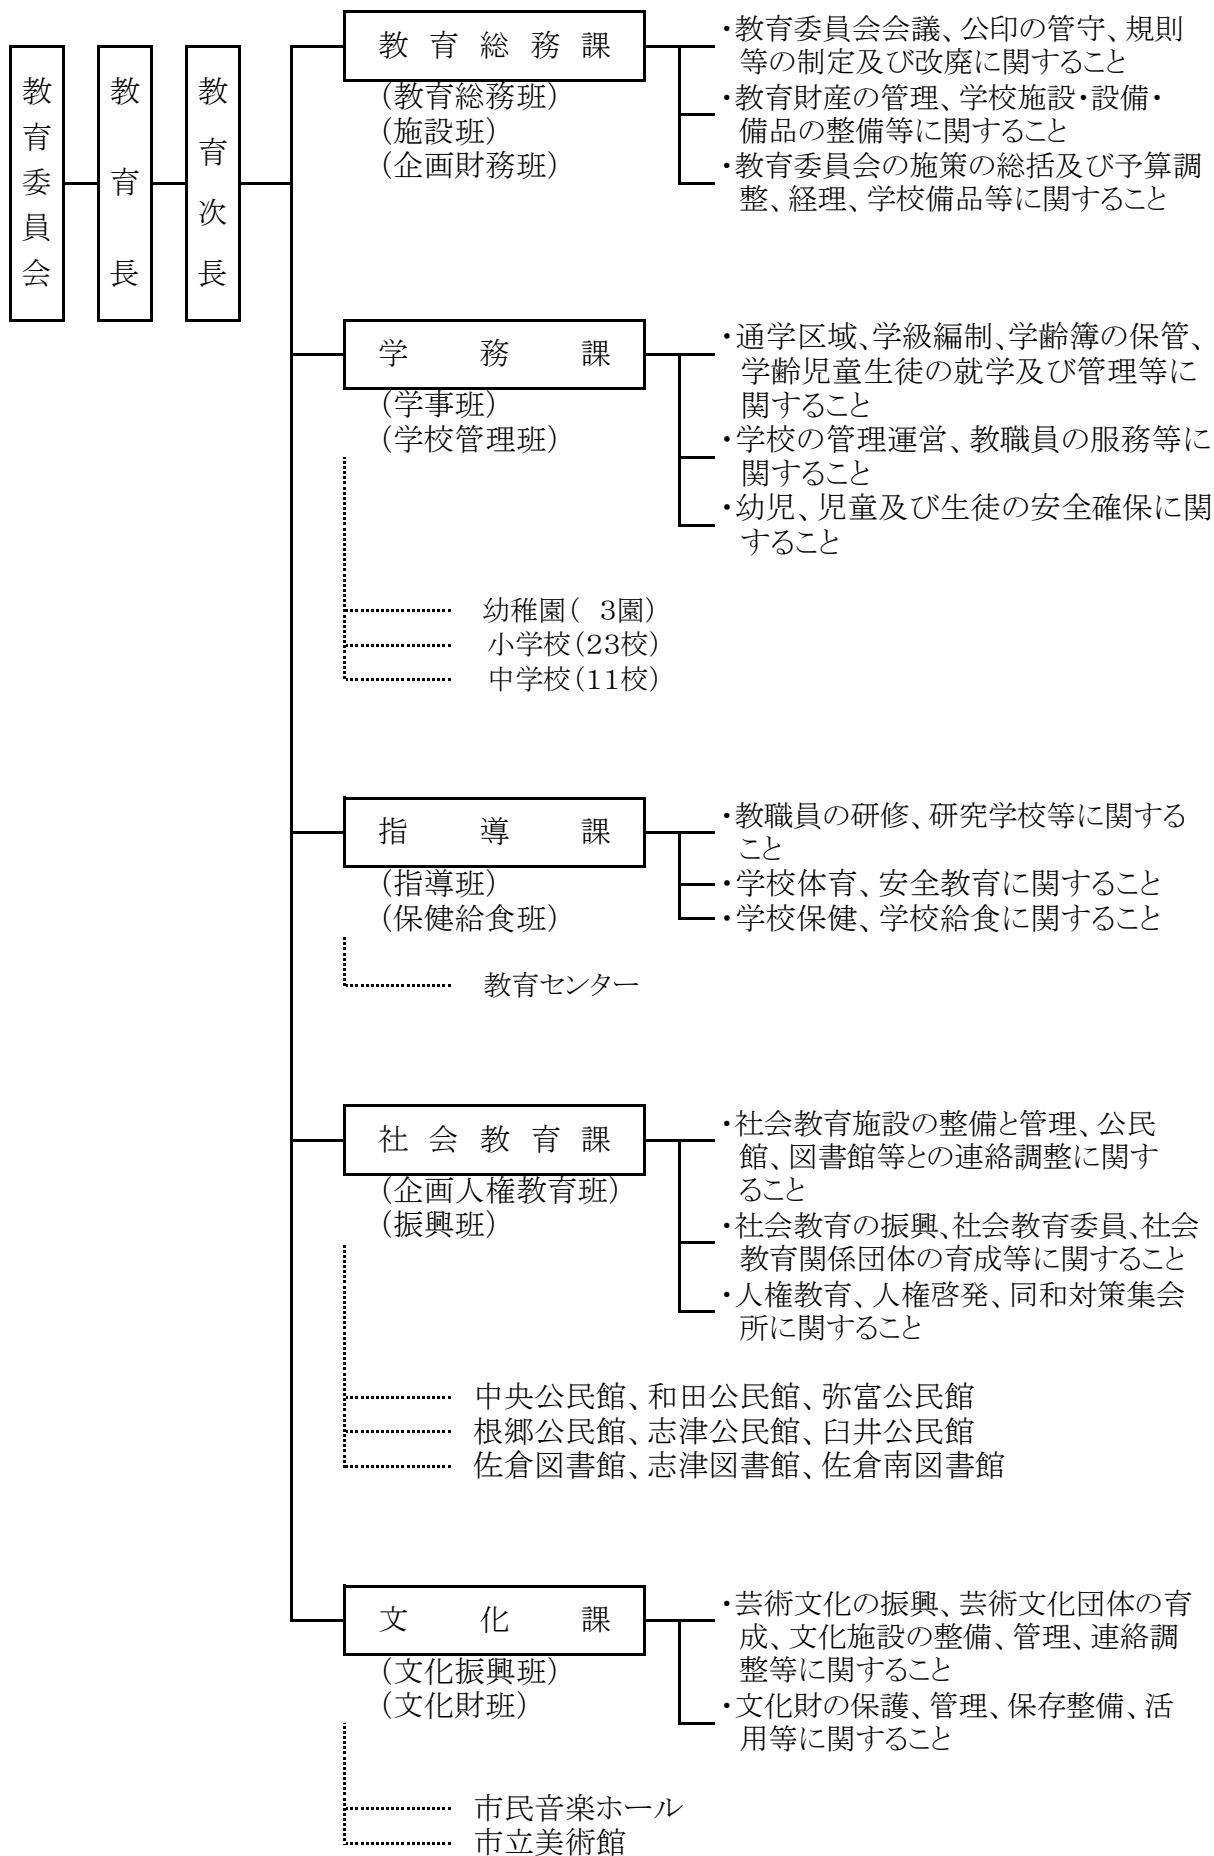 教育委員会
教育長
教育次長
教育総務課
（教育総務班）
（施設班）
（企画財務班）
・教育委員会会議、公印の管守、規則
等の制定及び改廃に関すること
・教育財産の管理、学校施設・設備・
備品の整備等に関すること
・教育委員会の施策の総括及び予算調
整、経理、学校備品等に関すること
学務課
（学事班）
（学校管理班）
・通学区域、学級編制、学齢簿の保管、
学齢児童生徒の就学及び管理等に
関すること
・学校の管理運営、教職員の服務等に
関すること
・幼児、児童及び生徒の安全確保に関
すること
幼稚園（ 3園）
小学校（23校）
中学校（11校）
指導課
（指導班）
（保健給食班）
・教職員の研修、研究学校等に関する
こと
・学校体育、安全教育に関すること
・学校保健、学校給食に関すること
教育センター
社会教育課
（企画人権教育班）
（振興班）
・社会教育施設の整備と管理、公民
館、図書館等との連絡調整に関す
ること
・社会教育の振興、社会教育委員、社会
教育関係団体の育成等に関すること
・人権教育、人権啓発、同和対策集会
所に関すること
中央公民館、和田公民館、弥富公民館
根郷公民館、志津公民館、臼井公民館
佐倉図書館、志津図書館、佐倉南図書館
文化課
（文化振興班）
（文化財班）
・芸術文化の振興、芸術文化団体の育
成、文化施設の整備、管理、連絡調
整等に関すること
・文化財の保護、管理、保存整備、活
用等に関すること
市民音楽ホール
市立美術館